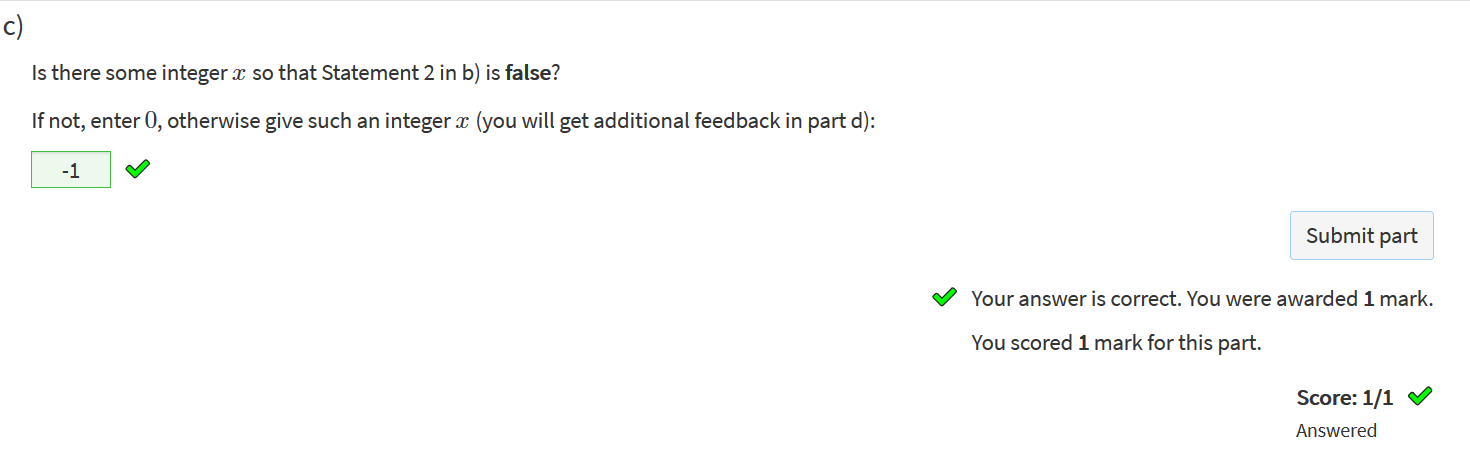 c)
Is there some integer x so that Statement 2 in b) is false?
If not, enter 0, otherwise give such an integer x (you will get additional feedback in part d):
-1
Submit part
Your answer is correct. You were awarded 1 mark.
You scored 1 mark for this part.
Score: 1/1
Answered